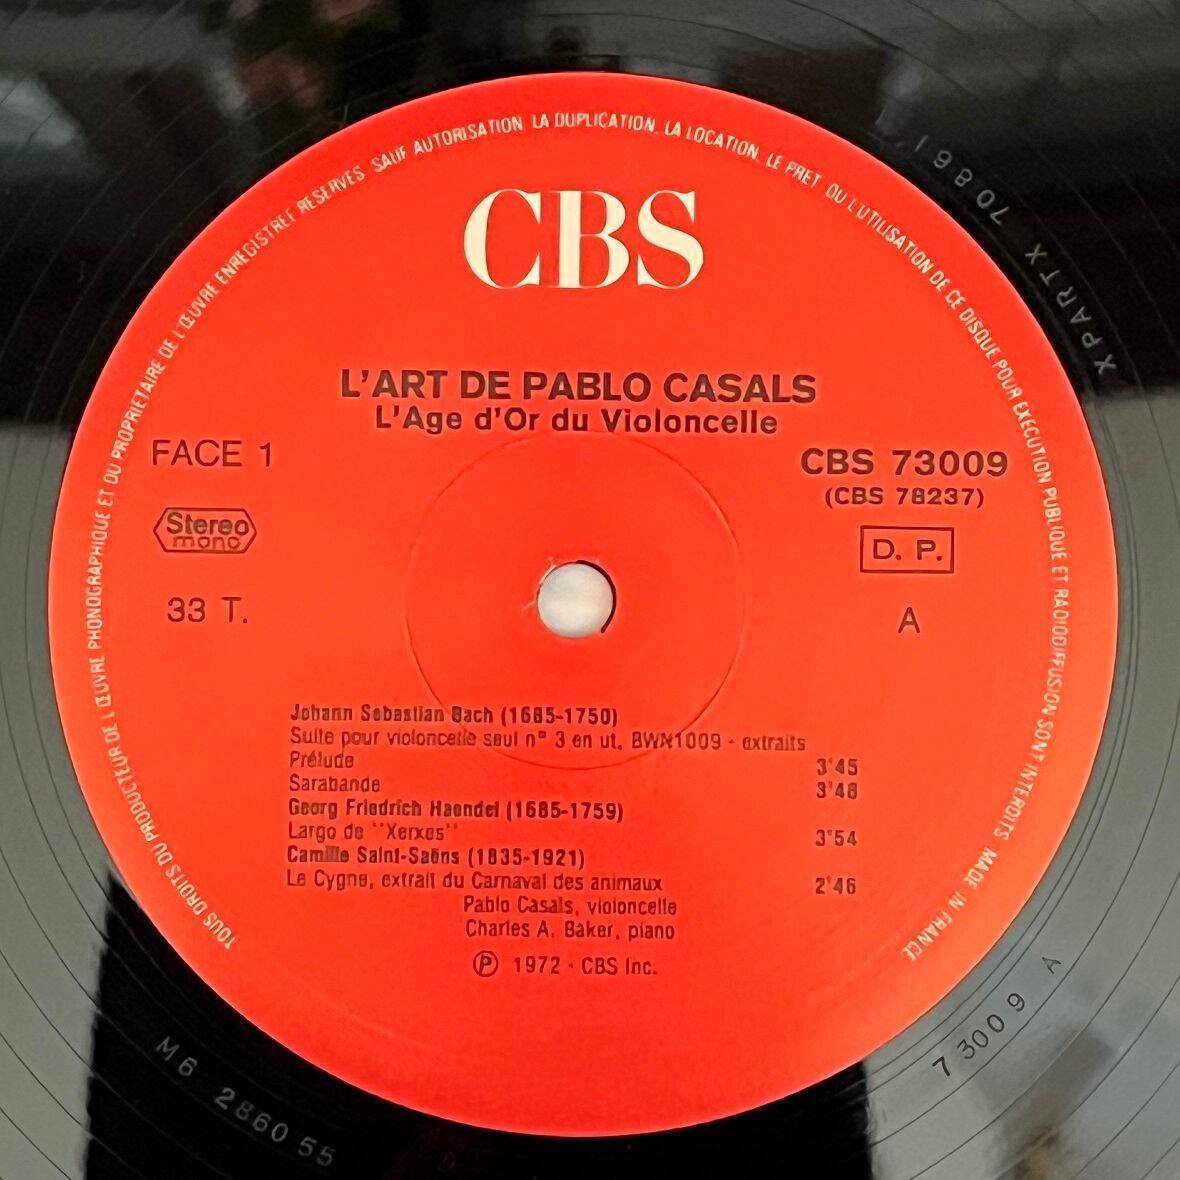 TOUS DROITS DU PRODUCTEUR DE L'ŒUVRE PHONOGRAPHIQUE ET DU PROPRIETAIRE DE L'ŒUVRE ENREGISTREE RESERVES SAUF AUTORISATION LA DUPLICATION, LA LOCATION, LE PRET OU L'UTILISATION DE CE DISQUE POUR EXECUTION PUBLIQUE ET RADIODIFFUSION SONT INTERDITS MADE IN FRANCE
CBS
L'ART DE PABLO CASALS
L'Age d'Or du Violoncelle
FACE 1
CBS 73009
(CBS 78237)
Stereo
mono
D. P.
33 T.
A
Johann Sebastian Bach (1685-1750)
Suite pour violoncelle seul n° 3 en ut, BWN1009 - extraits
Prélude 3'45
Sarabande 3'48
Georg Friedrich Haendel (1685-1759)
Largo de "Xerxes" 3'54
Camille Saint-Saëns (1835-1921)
Le Cygne, extrait du Carnaval des animaux 2'46
Pablo Casals, violoncelle
Charles A. Baker, piano
Ⓟ 1972 - CBS Inc.
XPARTX 70861
73009 A
M6 286055